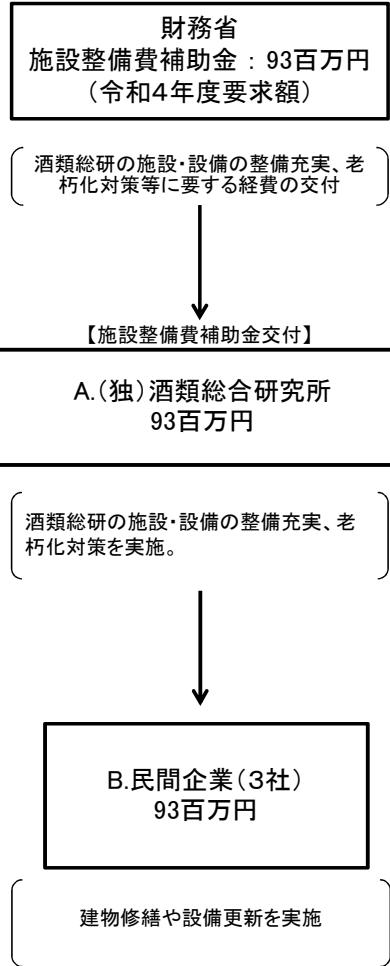 財務省
施設整備費補助金：93百万円
（令和4年度要求額）
酒類総研の施設・設備の整備充実、老
朽化対策等に要する経費の交付
【施設整備費補助金交付】
A.（独）酒類総合研究所
93百万円
酒類総研の施設・設備の整備充実、老
朽化対策を実施。
B.民間企業（3社）
93百万円
建物修繕や設備更新を実施